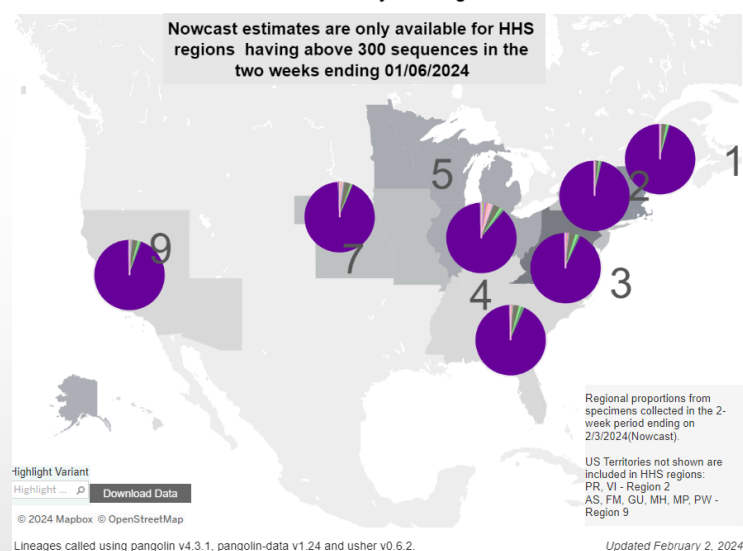 Nowcast estimates are only available for HHS
regions having above 300 sequences in the
two weeks ending 01/06/2024
1
5
2
9
7
3
4
Regional proportions from
specimens collected in the 2-
week period ending on
2/3/2024(Nowcast).
US Territories not shown are
included in HHS regions:
PR, VI - Region 2
AS, FM, GU, MH, MP, PW -
Region 9
Highlight Variant
Highlight ...
Download Data
© 2024 Mapbox © OpenStreetMap
Lineages called using pangolin v4.3.1, pangolin-data v1.24 and usher v0.6.2.
Updated February 2, 2024